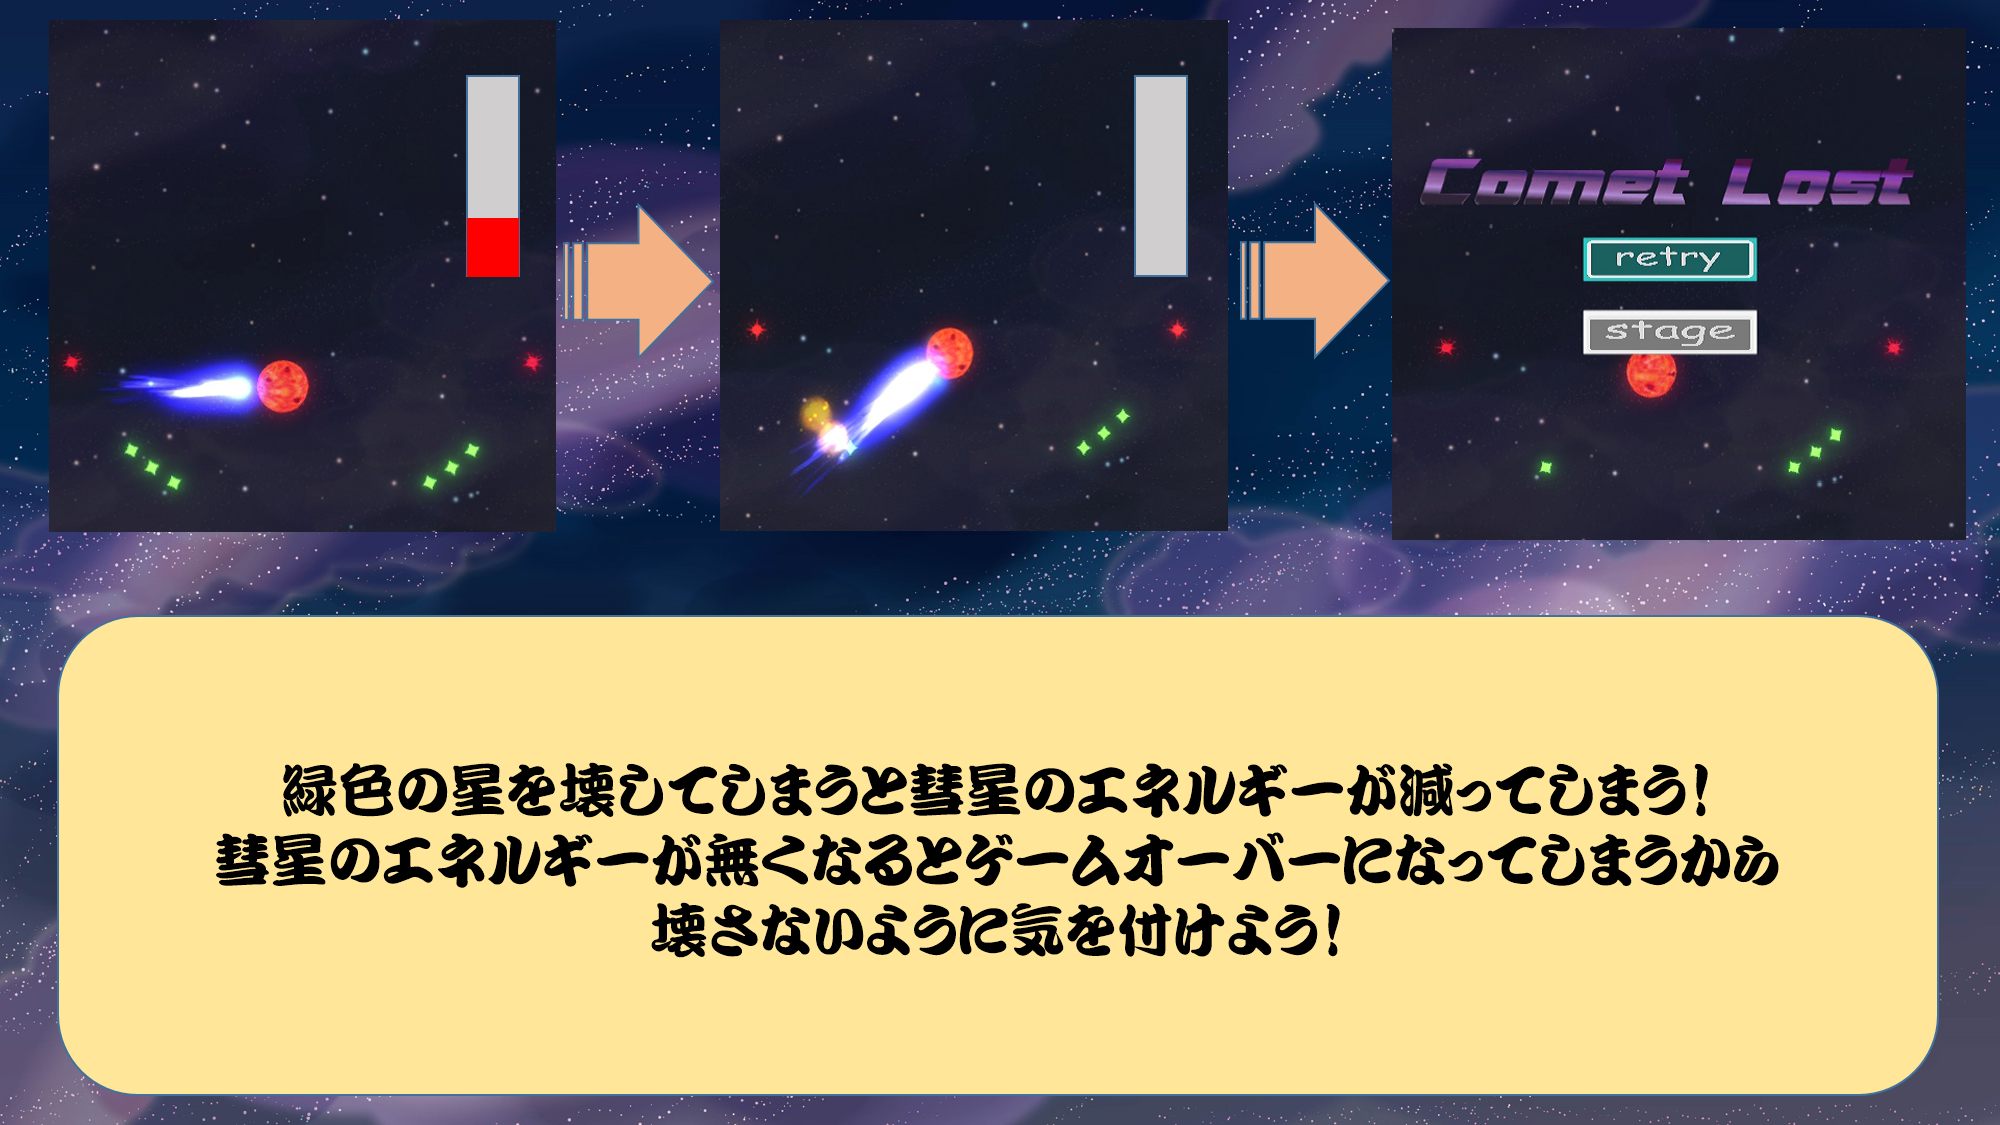 Comet Lost
retry
stage
緑色の星を壊してしまうと彗星のエネルギーが減ってしまう!
彗星のエネルギーが無くなるとゲームオーバーになってしまうから
壊さないように気を付けよう!